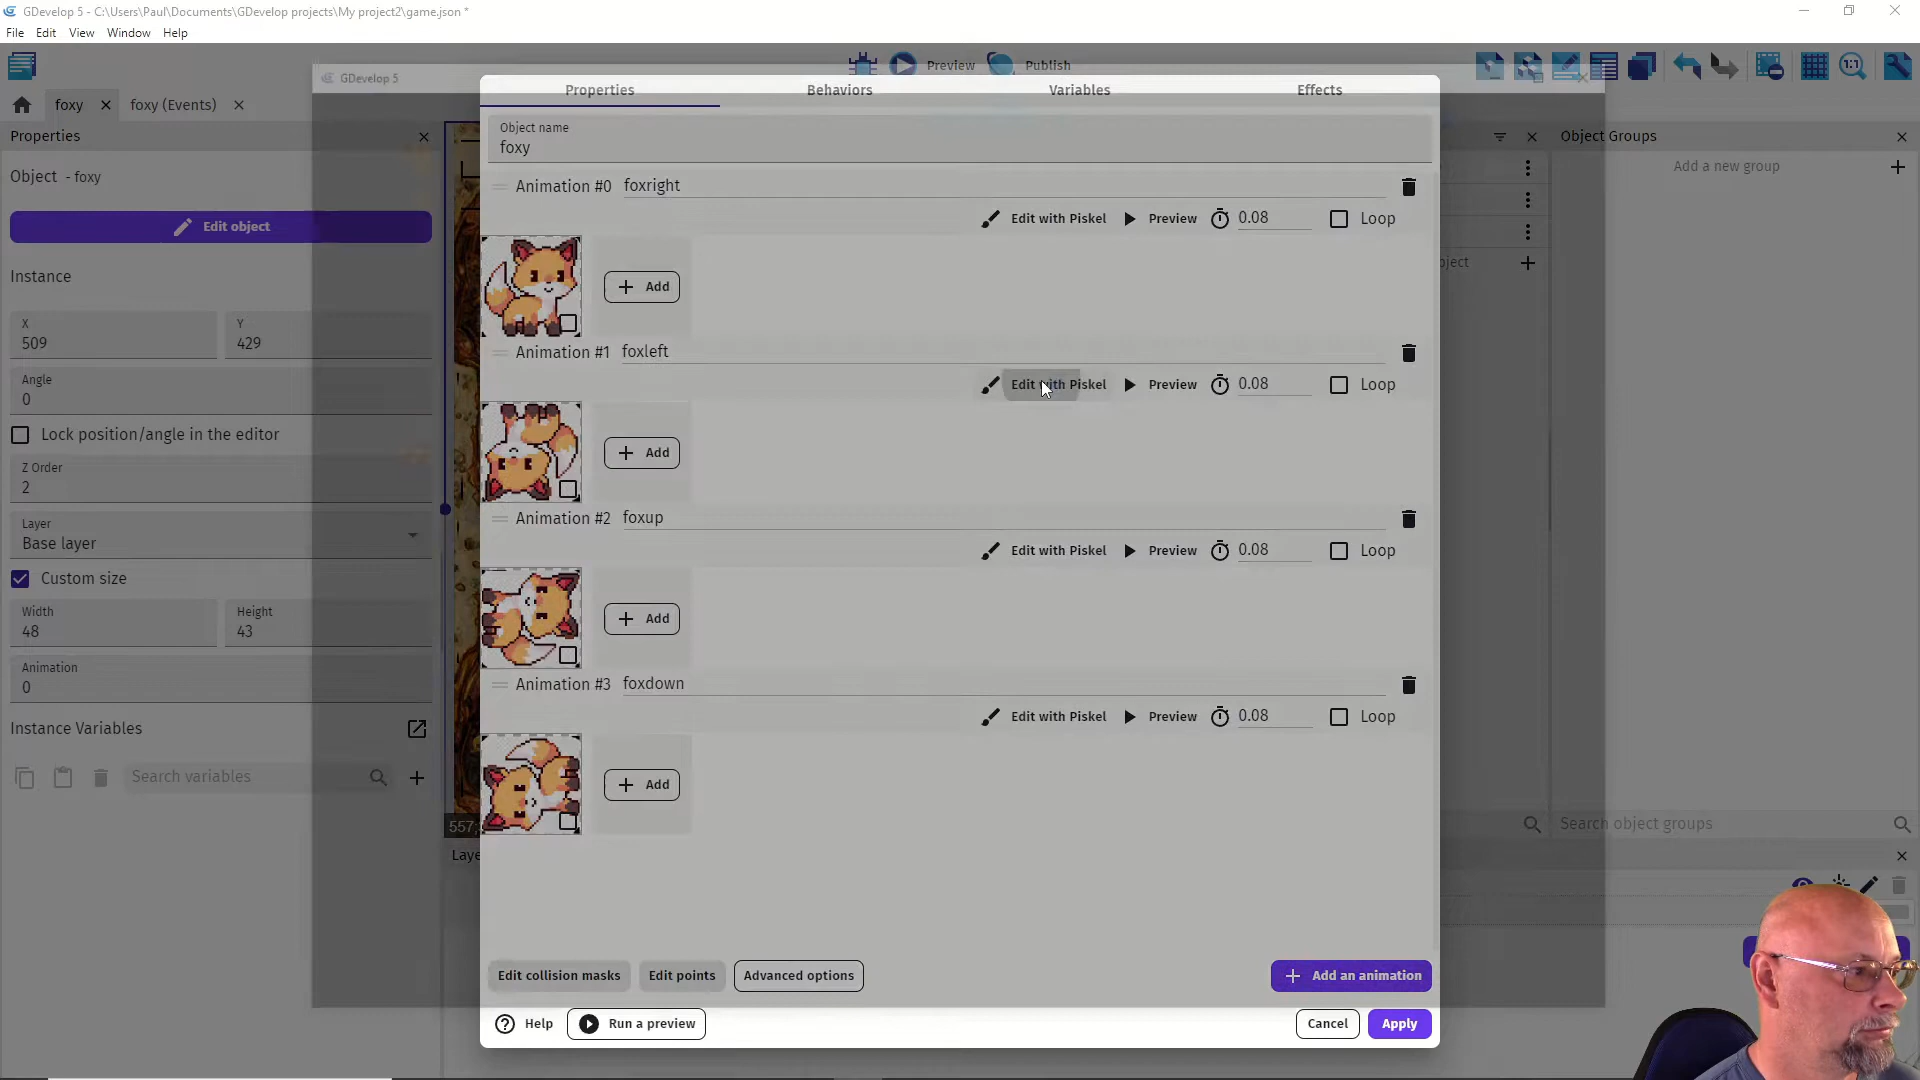 GDevelop 5 - C:\Users\Paul\Documents\GDevelop projects\My project2\game.json *
File Edit View Window Help
Preview Publish
GDevelop 5
foxy foxy (Events)
Properties Behaviors Variables Effects
Properties
Object - foxy
Edit object
Instance
X
509
Y
429
Angle
0
Lock position/angle in the editor
Z Order
2
Layer
Base layer
Custom size
Width
48
Height
43
Animation
0
Instance Variables
Search variables
557;
Laye
Object name
foxy
Animation #0 foxright
Edit with Piskel Preview 0.08 Loop
Add
Animation #1 foxleft
Edit with Piskel Preview 0.08 Loop
Add
Animation #2 foxup
Edit with Piskel Preview 0.08 Loop
Add
Animation #3 foxdown
Edit with Piskel Preview 0.08 Loop
Add
Edit collision masks Edit points Advanced options Add an animation
Help Run a preview Cancel Apply
bject
Object Groups
Add a new group
Search object groups
1:1